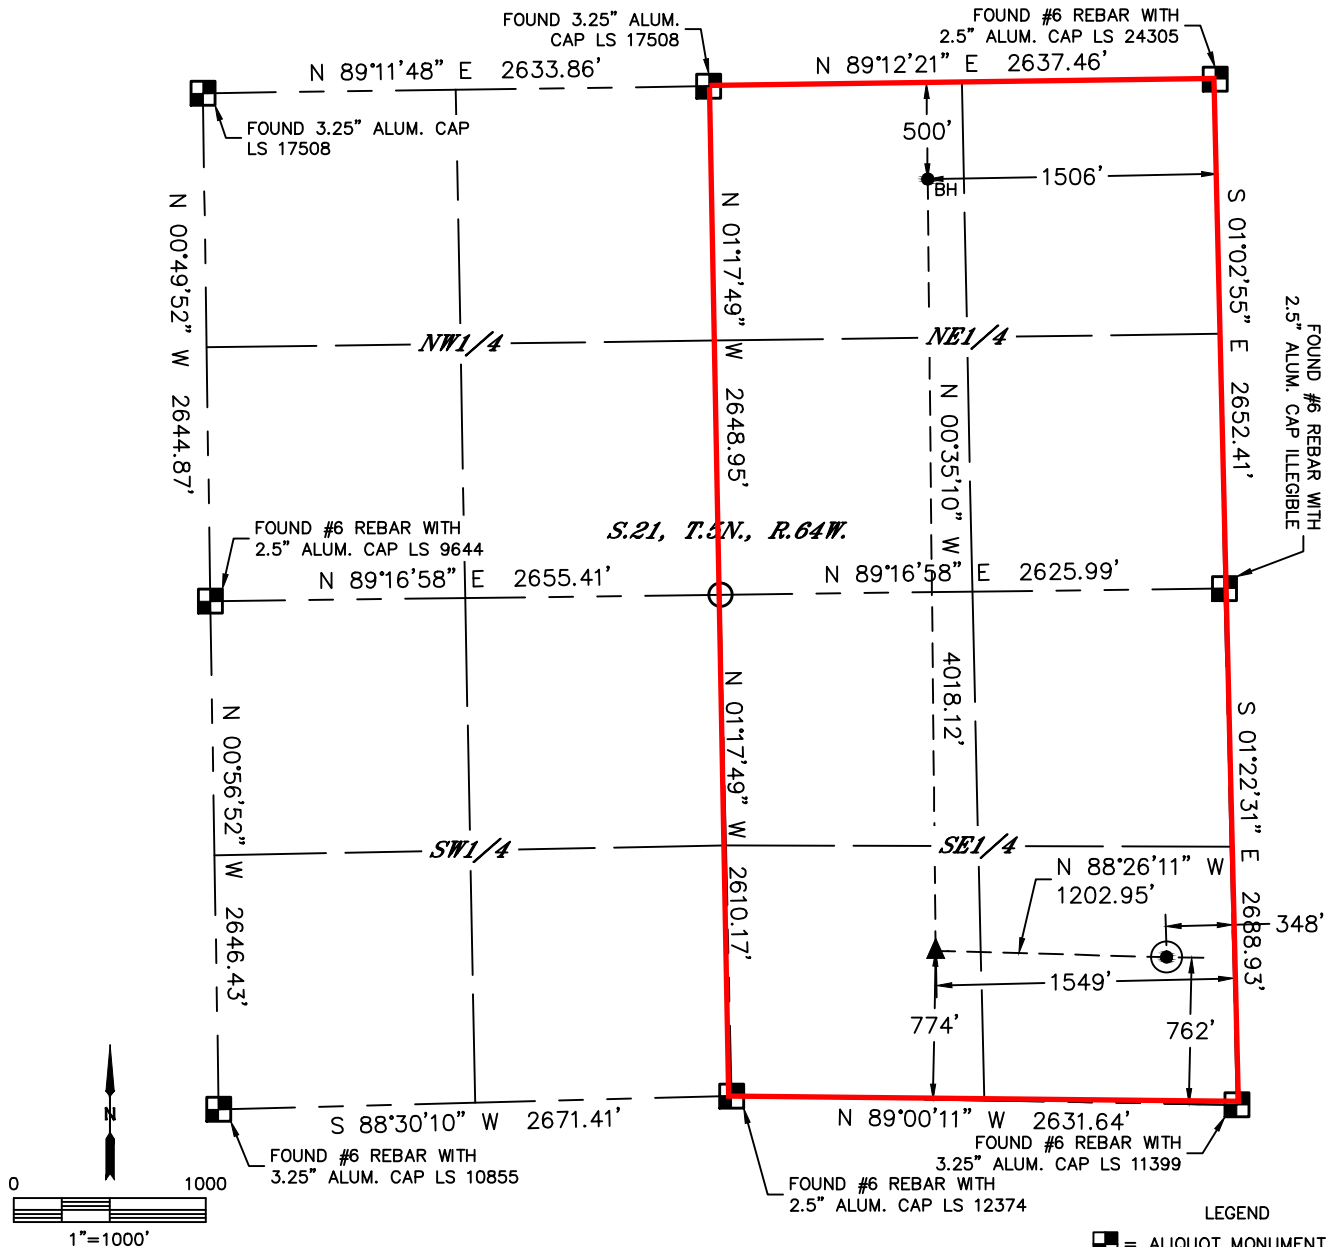 FOUND 3.25" ALUM.
CAP LS 17508
FOUND #6 REBAR WITH
2.5" ALUM. CAP LS 24305
N 89°11'48" E 2633.86'
N 89°12'21" E 2637.46'
FOUND 3.25" ALUM. CAP
LS 17508
500'
1506'
BH
N 00°49'52" W 2644.87'
N 01°17'49" W 2648.95'
S 01°02'55" E 2652.41'
FOUND #6 REBAR WITH
2.5" ALUM. CAP ILLEGIBLE
NW1/4
NE1/4
N 00°35'10" W 4018.12'
S.21, T.5N., R.64W.
FOUND #6 REBAR WITH
2.5" ALUM. CAP LS 9644
N 89°16'58" E 2655.41'
N 89°16'58" E 2625.99'
N 00°56'52" W 2646.43'
N 01°17'49" W 2610.17'
S 01°22'31" E 2688.93'
SW1/4
SE1/4
N 88°26'11" W
1202.95'
348'
1549'
774'
762'
N
S 88°30'10" W 2671.41'
N 89°00'11" W 2631.64'
FOUND #6 REBAR WITH
3.25" ALUM. CAP LS 10855
FOUND #6 REBAR WITH
3.25" ALUM. CAP LS 11399
FOUND #6 REBAR WITH
2.5" ALUM. CAP LS 12374
0 1000
1"=1000'
LEGEND
= ALIQUOT MONUMENT